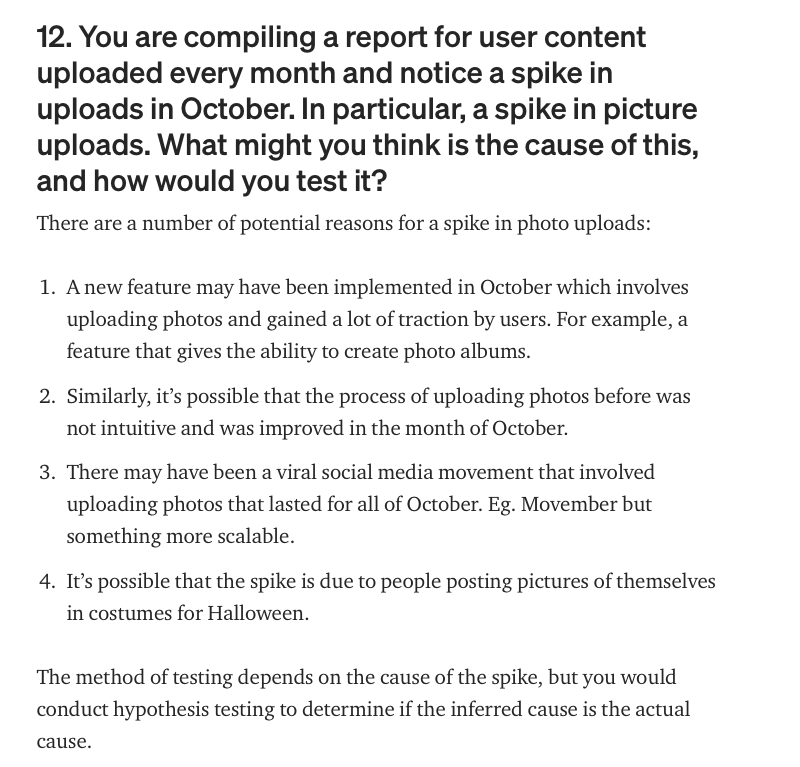 12. You are compiling a report for user content
uploaded every month and notice a spike in
uploads in October. In particular, a spike in picture
uploads. What might you think is the cause of this,
and how would you test it?
There are a number of potential reasons for a spike in photo uploads:
1. A new feature may have been implemented in October which involves
uploading photos and gained a lot of traction by users. For example, a
feature that gives the ability to create photo albums.
2. Similarly, it’s possible that the process of uploading photos before was
not intuitive and was improved in the month of October.
3. There may have been a viral social media movement that involved
uploading photos that lasted for all of October. Eg. Movember but
something more scalable.
4. It’s possible that the spike is due to people posting pictures of themselves
in costumes for Halloween.
The method of testing depends on the cause of the spike, but you would
conduct hypothesis testing to determine if the inferred cause is the actual
cause.